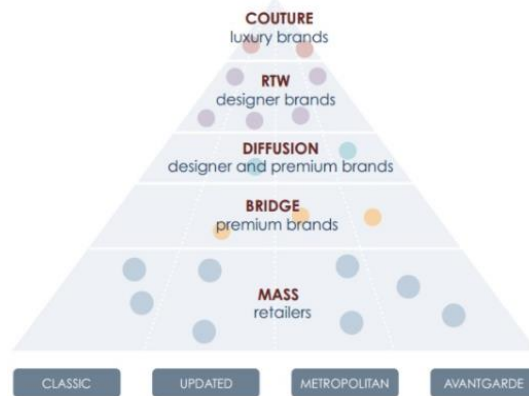 COUTURE
luxury brands
RTW
designer brands
DIFFUSION
designer and premium brands
BRIDGE
premium brands
MASS
retailers
CLASSIC UPDATED METROPOLITAN AVANTGARDE